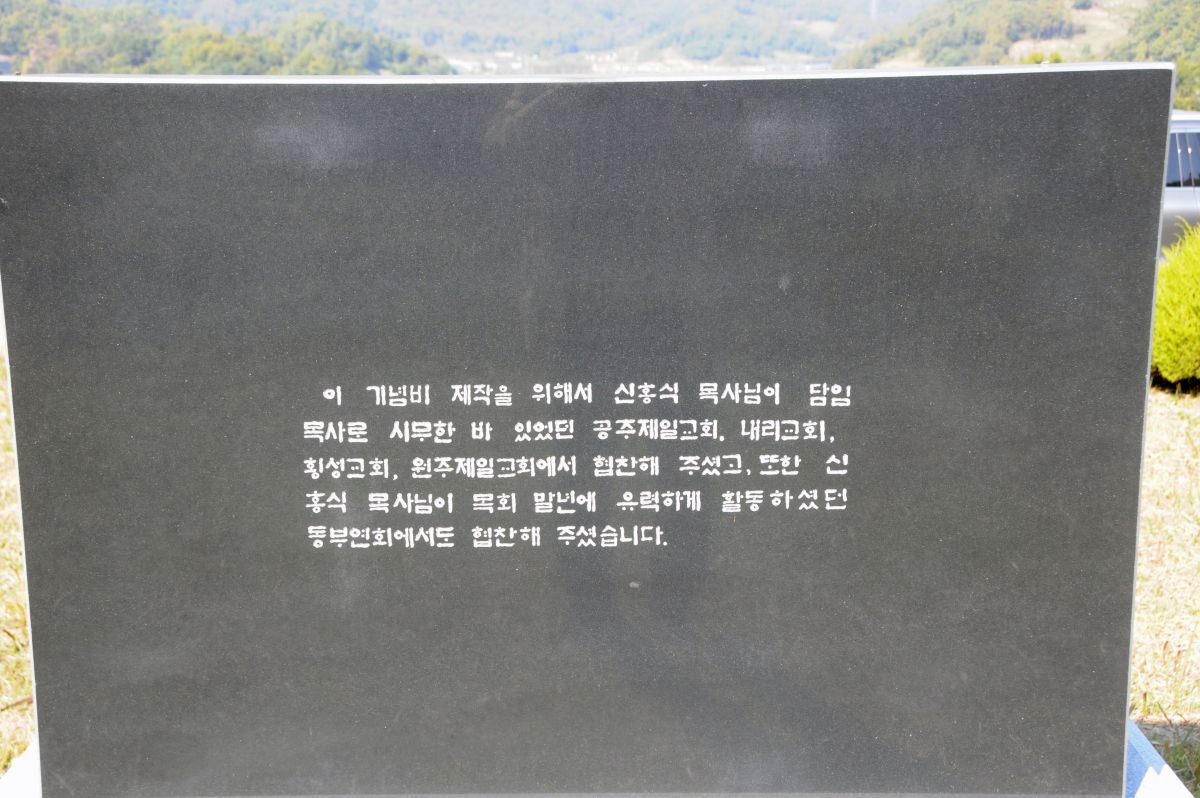 이 기념비 제작을 위해서 신홍식 목사님이 담임
목사로 시무한 바 있었던 공주제일교회, 내리교회,
횡성교회, 원주제일교회에서 협찬해 주셨고, 또한 신
홍식 목사님이 목회 말년에 유력하게 활동하셨던
동부연회에서도 협찬해 주셨습니다.